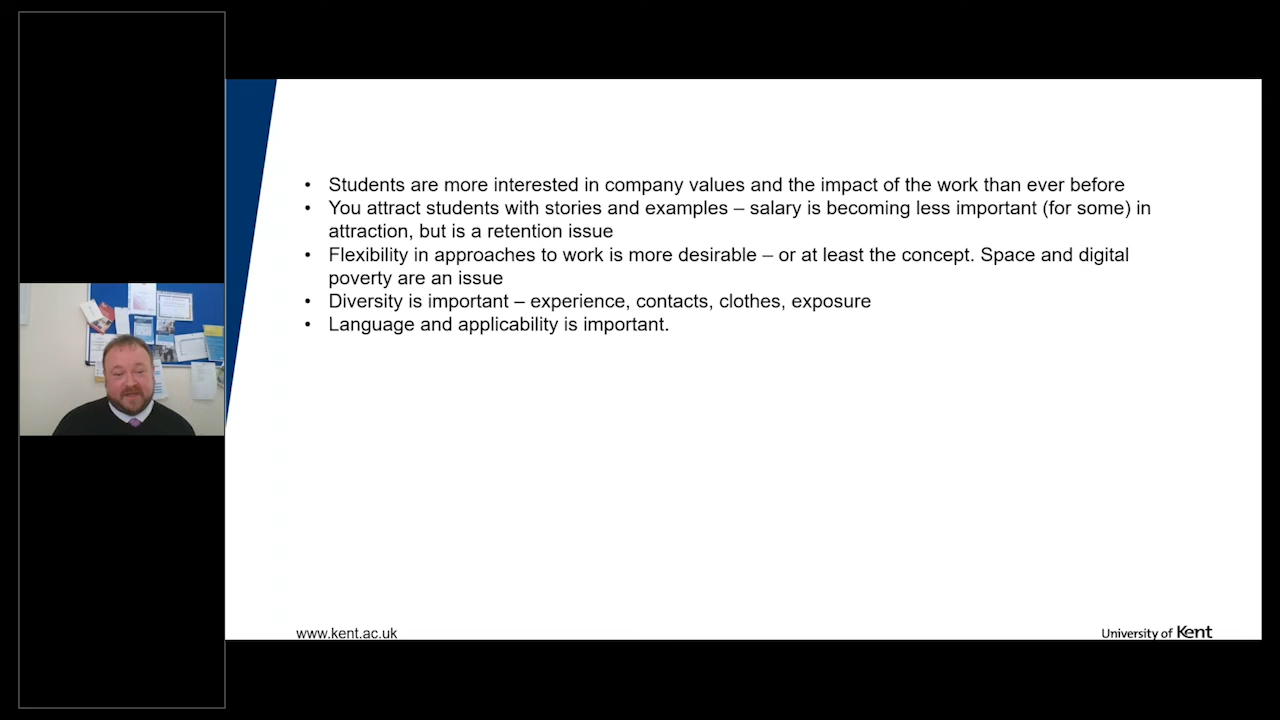 • Students are more interested in company values and the impact of the work than ever before
• You attract students with stories and examples – salary is becoming less important (for some) in
attraction, but is a retention issue
• Flexibility in approaches to work is more desirable – or at least the concept. Space and digital
poverty are an issue
• Diversity is important – experience, contacts, clothes, exposure
• Language and applicability is important.
www.kent.ac.uk
University of Kent